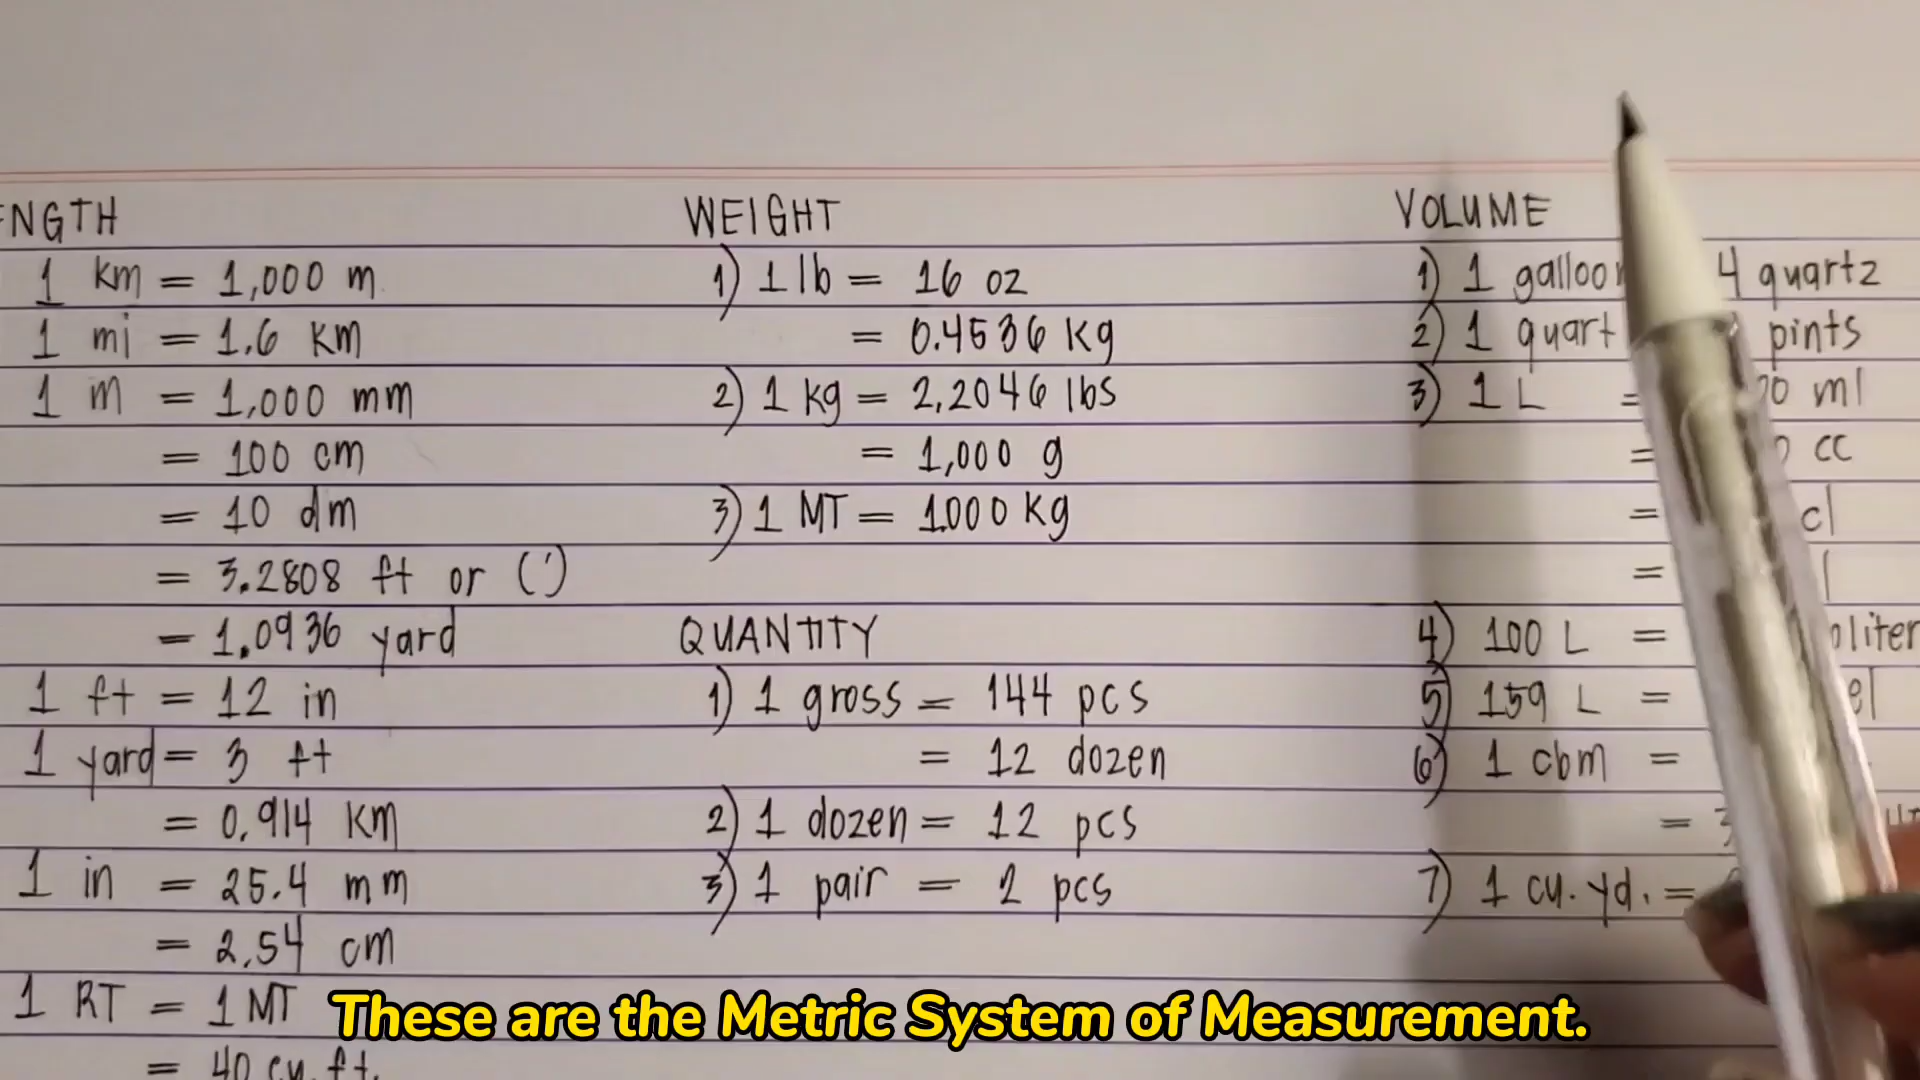 ENGTH
1 km = 1,000 m
1 mi = 1.6 km
1 m = 1,000 mm
= 100 cm
= 10 dm
= 3.2808 ft or (')
= 1.0936 yard
1 ft = 12 in
1 yard = 3 ft
= 0.914 km
1 in = 25.4 mm
= 2.54 cm
1 RT = 1 MT
= 40 cu.ft.
WEIGHT
1) 1 lb = 16 oz
= 0.4536 kg
2) 1 kg = 2.2046 lbs
= 1,000 g
3) 1 MT = 1000 kg
QUANTITY
1) 1 gross = 144 pcs
= 12 dozen
2) 1 dozen = 12 pcs
3) 1 pair = 2 pcs
VOLUME
1) 1 4 quartz
2) 1 quart pints
3) 1 L = ml
= cc
= cl
=
4) 100 L =
5) 159 L =
6) 1 cbm =
=
7) 1 cu. yd. =
These are the Metric System of Measurement.